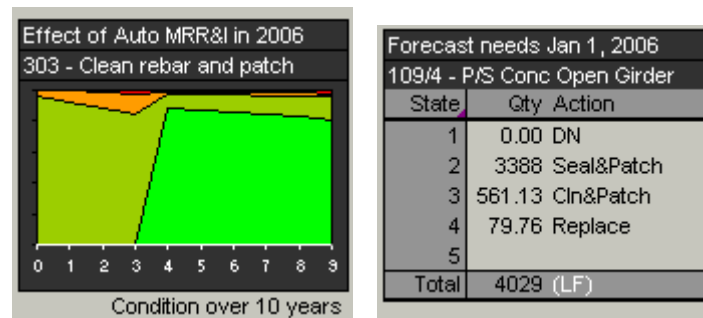 Effect of Auto MRR&I in 2006
303 - Clean rebar and patch
0 1 2 3 4 5 6 7 8 9
Condition over 10 years
Forecast needs Jan 1, 2006
109/4 - P/S Conc Open Girder
State Qty Action
1 0.00 DN
2 3388 Seal&Patch
3 561.13 Cln&Patch
4 79.76 Replace
5
Total 4029 (LF)